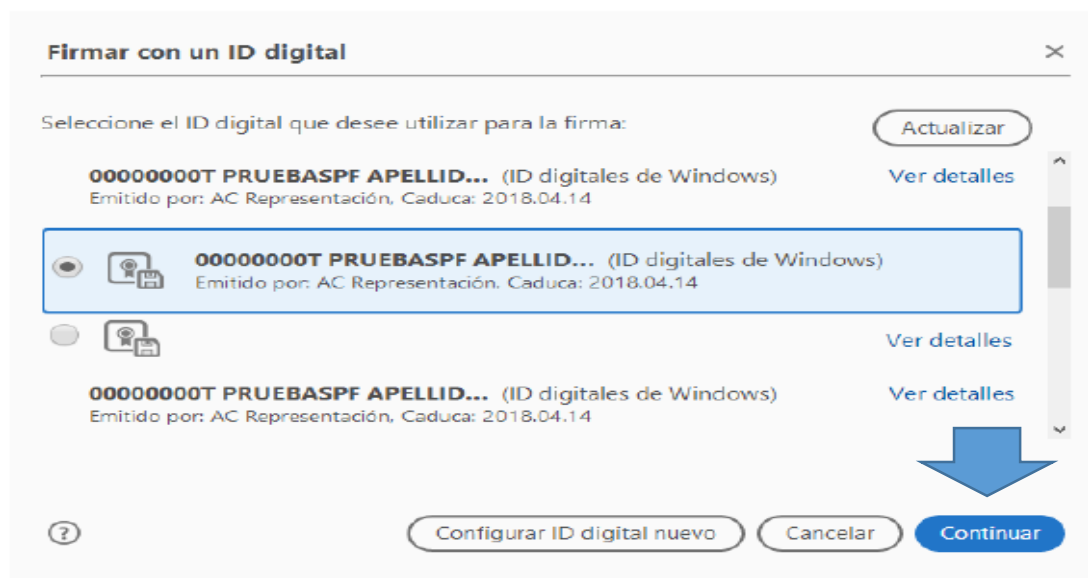 Firmar con un ID digital
Seleccione el ID digital que desee utilizar para la firma:
Actualizar
00000000T PRUEBASPF APELLID... (ID digitales de Windows)
Ver detalles
Emitido por: AC Representación, Caduca: 2018.04.14
00000000T PRUEBASPF APELLID... (ID digitales de Windows)
Emitido por: AC Representación. Caduca: 2018.04.14
Ver detalles
00000000T PRUEBASPF APELLID... (ID digitales de Windows)
Ver detalles
Emitido por: AC Representación, Caduca: 2018.04.14
?
Configurar ID digital nuevo
Cancelar
Continuar